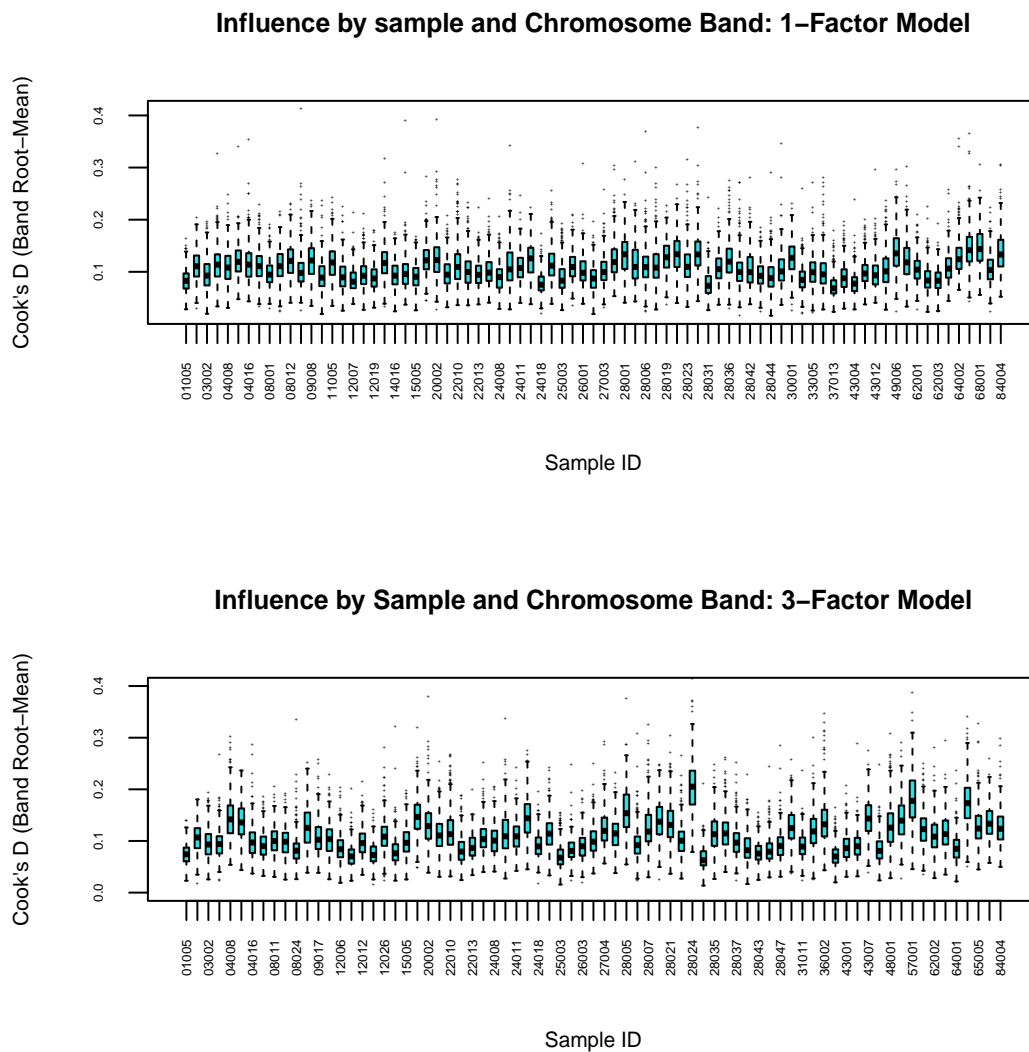 Influence by sample and Chromosome Band: 1−Factor Model
Cook's D (Band Root−Mean)
0.4
0.3
0.2
0.1
01005 03002 04008 04016 08001 08012 09008 11005 12007 12019 14016 15005 20002 22010 22013 24008 24011 24018 25003 26001 27003 28001 28006 28019 28023 28031 28036 28042 28044 30001 33005 37013 43004 43012 49006 62001 62003 64002 68001 84004
Sample ID
Influence by Sample and Chromosome Band: 3−Factor Model
Cook's D (Band Root−Mean)
0.4
0.3
0.2
0.1
0.0
01005 03002 04008 04016 08011 08024 09017 12006 12012 12026 15005 20002 22010 22013 24008 24011 24018 25003 26003 27004 28005 28007 28021 28024 28035 28037 28043 28047 31011 36002 43001 43007 48001 57001 62002 64001 65005 84004
Sample ID